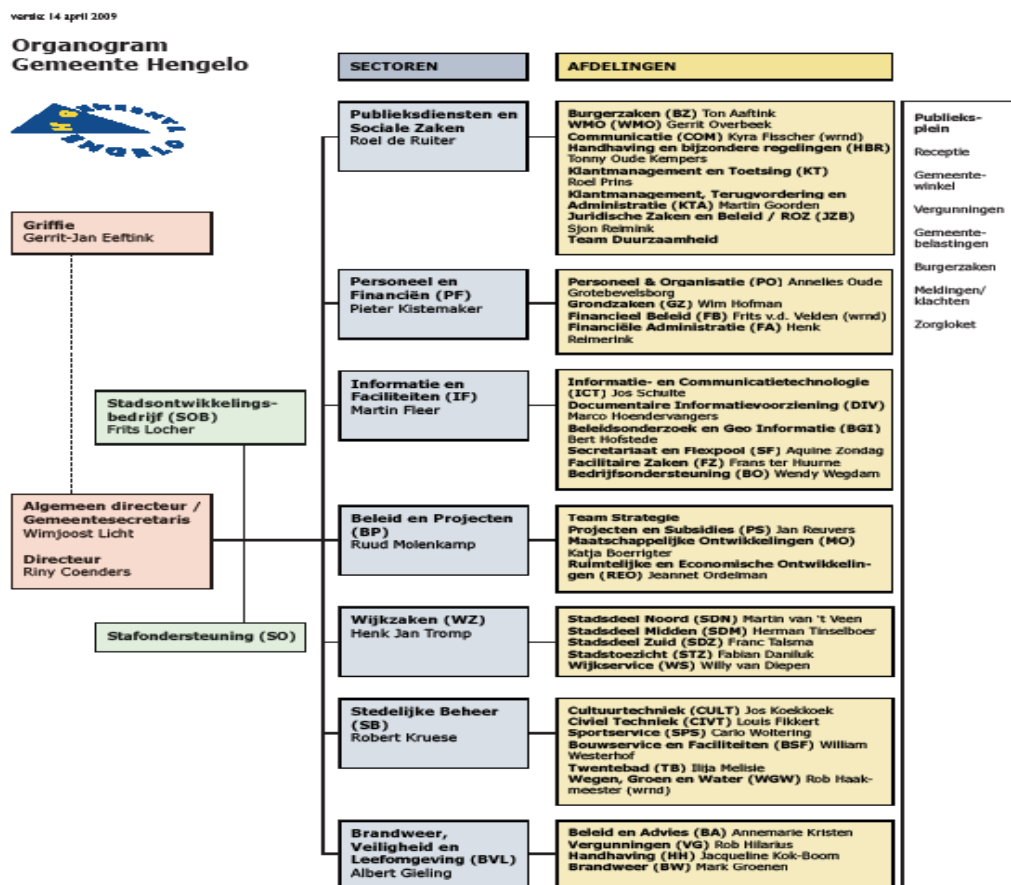 versie: 14 april 2009
Organogram
Gemeente Hengelo
GEMEENTE HENGELO
Griffie
Gerrit-Jan Eeftink
Stadsontwikkelings-
bedrijf (SOB)
Frits Locher
Algemeen directeur /
Gemeentesecretaris
Wimjoost Licht
Directeur
Riny Coenders
Stafondersteuning (SO)
SECTOREN
AFDELINGEN
Publieksdiensten en
Sociale Zaken
Roel de Ruiter
Burgerzaken (BZ) Ton Aaftink
WMO (WMO) Gerrit Overbeek
Communicatie (COM) Kyra Fisscher (wrnd)
Handhaving en bijzondere regelingen (HBR)
Tonny Oude Kempers
Klantmanagement en Toetsing (KT)
Roel Prins
Klantmanagement, Terugvordering en
Administratie (KTA) Martin Goorden
Juridische Zaken en Beleid / ROZ (JZB)
Sjon Reimink
Team Duurzaamheid
Personeel en
Financiën (PF)
Pieter Kistemaker
Personeel & Organisatie (PO) Annelies Oude
Grotebevelsborg
Grondzaken (GZ) Wim Hofman
Financieel Beleid (FB) Frits v.d. Velden (wrnd)
Financiële Administratie (FA) Henk
Reimerink
Informatie en
Faciliteiten (IF)
Martin Fleer
Informatie- en Communicatietechnologie
(ICT) Jos Schulte
Documentaire Informatievoorziening (DIV)
Marco Hoendervangers
Beleidsonderzoek en Geo Informatie (BGI)
Bert Hofstede
Secretariaat en Flexpool (SF) Aquine Zondag
Facilitaire Zaken (FZ) Frans ter Huurne
Bedrijfsondersteuning (BO) Wendy Wegdam
Beleid en Projecten
(BP)
Ruud Molenkamp
Team Strategie
Projecten en Subsidies (PS) Jan Reuvers
Maatschappelijke Ontwikkelingen (MO)
Katja Boerrigter
Ruimtelijke en Economische Ontwikkelin-
gen (REO) Jeannet Ordelman
Wijkzaken (WZ)
Henk Jan Tromp
Stadsdeel Noord (SDN) Martin van 't Veen
Stadsdeel Midden (SDM) Herman Tinselboer
Stadsdeel Zuid (SDZ) Franc Talsma
Stadstoezicht (STZ) Fabian Daniluk
Wijkservice (WS) Willy van Diepen
Stedelijke Beheer
(SB)
Robert Kruese
Cultuurtechniek (CULT) Jos Koekkoek
Civiel Techniek (CIVT) Louis Fikkert
Sportservice (SPS) Carlo Woltering
Bouwservice en Faciliteiten (BSF) William
Westerhof
Twentebad (TB) Ilija Melisie
Wegen, Groen en Water (WGW) Rob Haak-
meester (wrnd)
Brandweer,
Veiligheid en
Leefomgeving (BVL)
Albert Gieling
Beleid en Advies (BA) Annemarie Kristen
Vergunningen (VG) Rob Hilarius
Handhaving (HH) Jacqueline Kok-Boom
Brandweer (BW) Mark Groenen
Publieks-
plein
Receptie
Gemeente-
winkel
Vergunningen
Gemeente-
belastingen
Burgerzaken
Meldingen/
klachten
Zorgloket